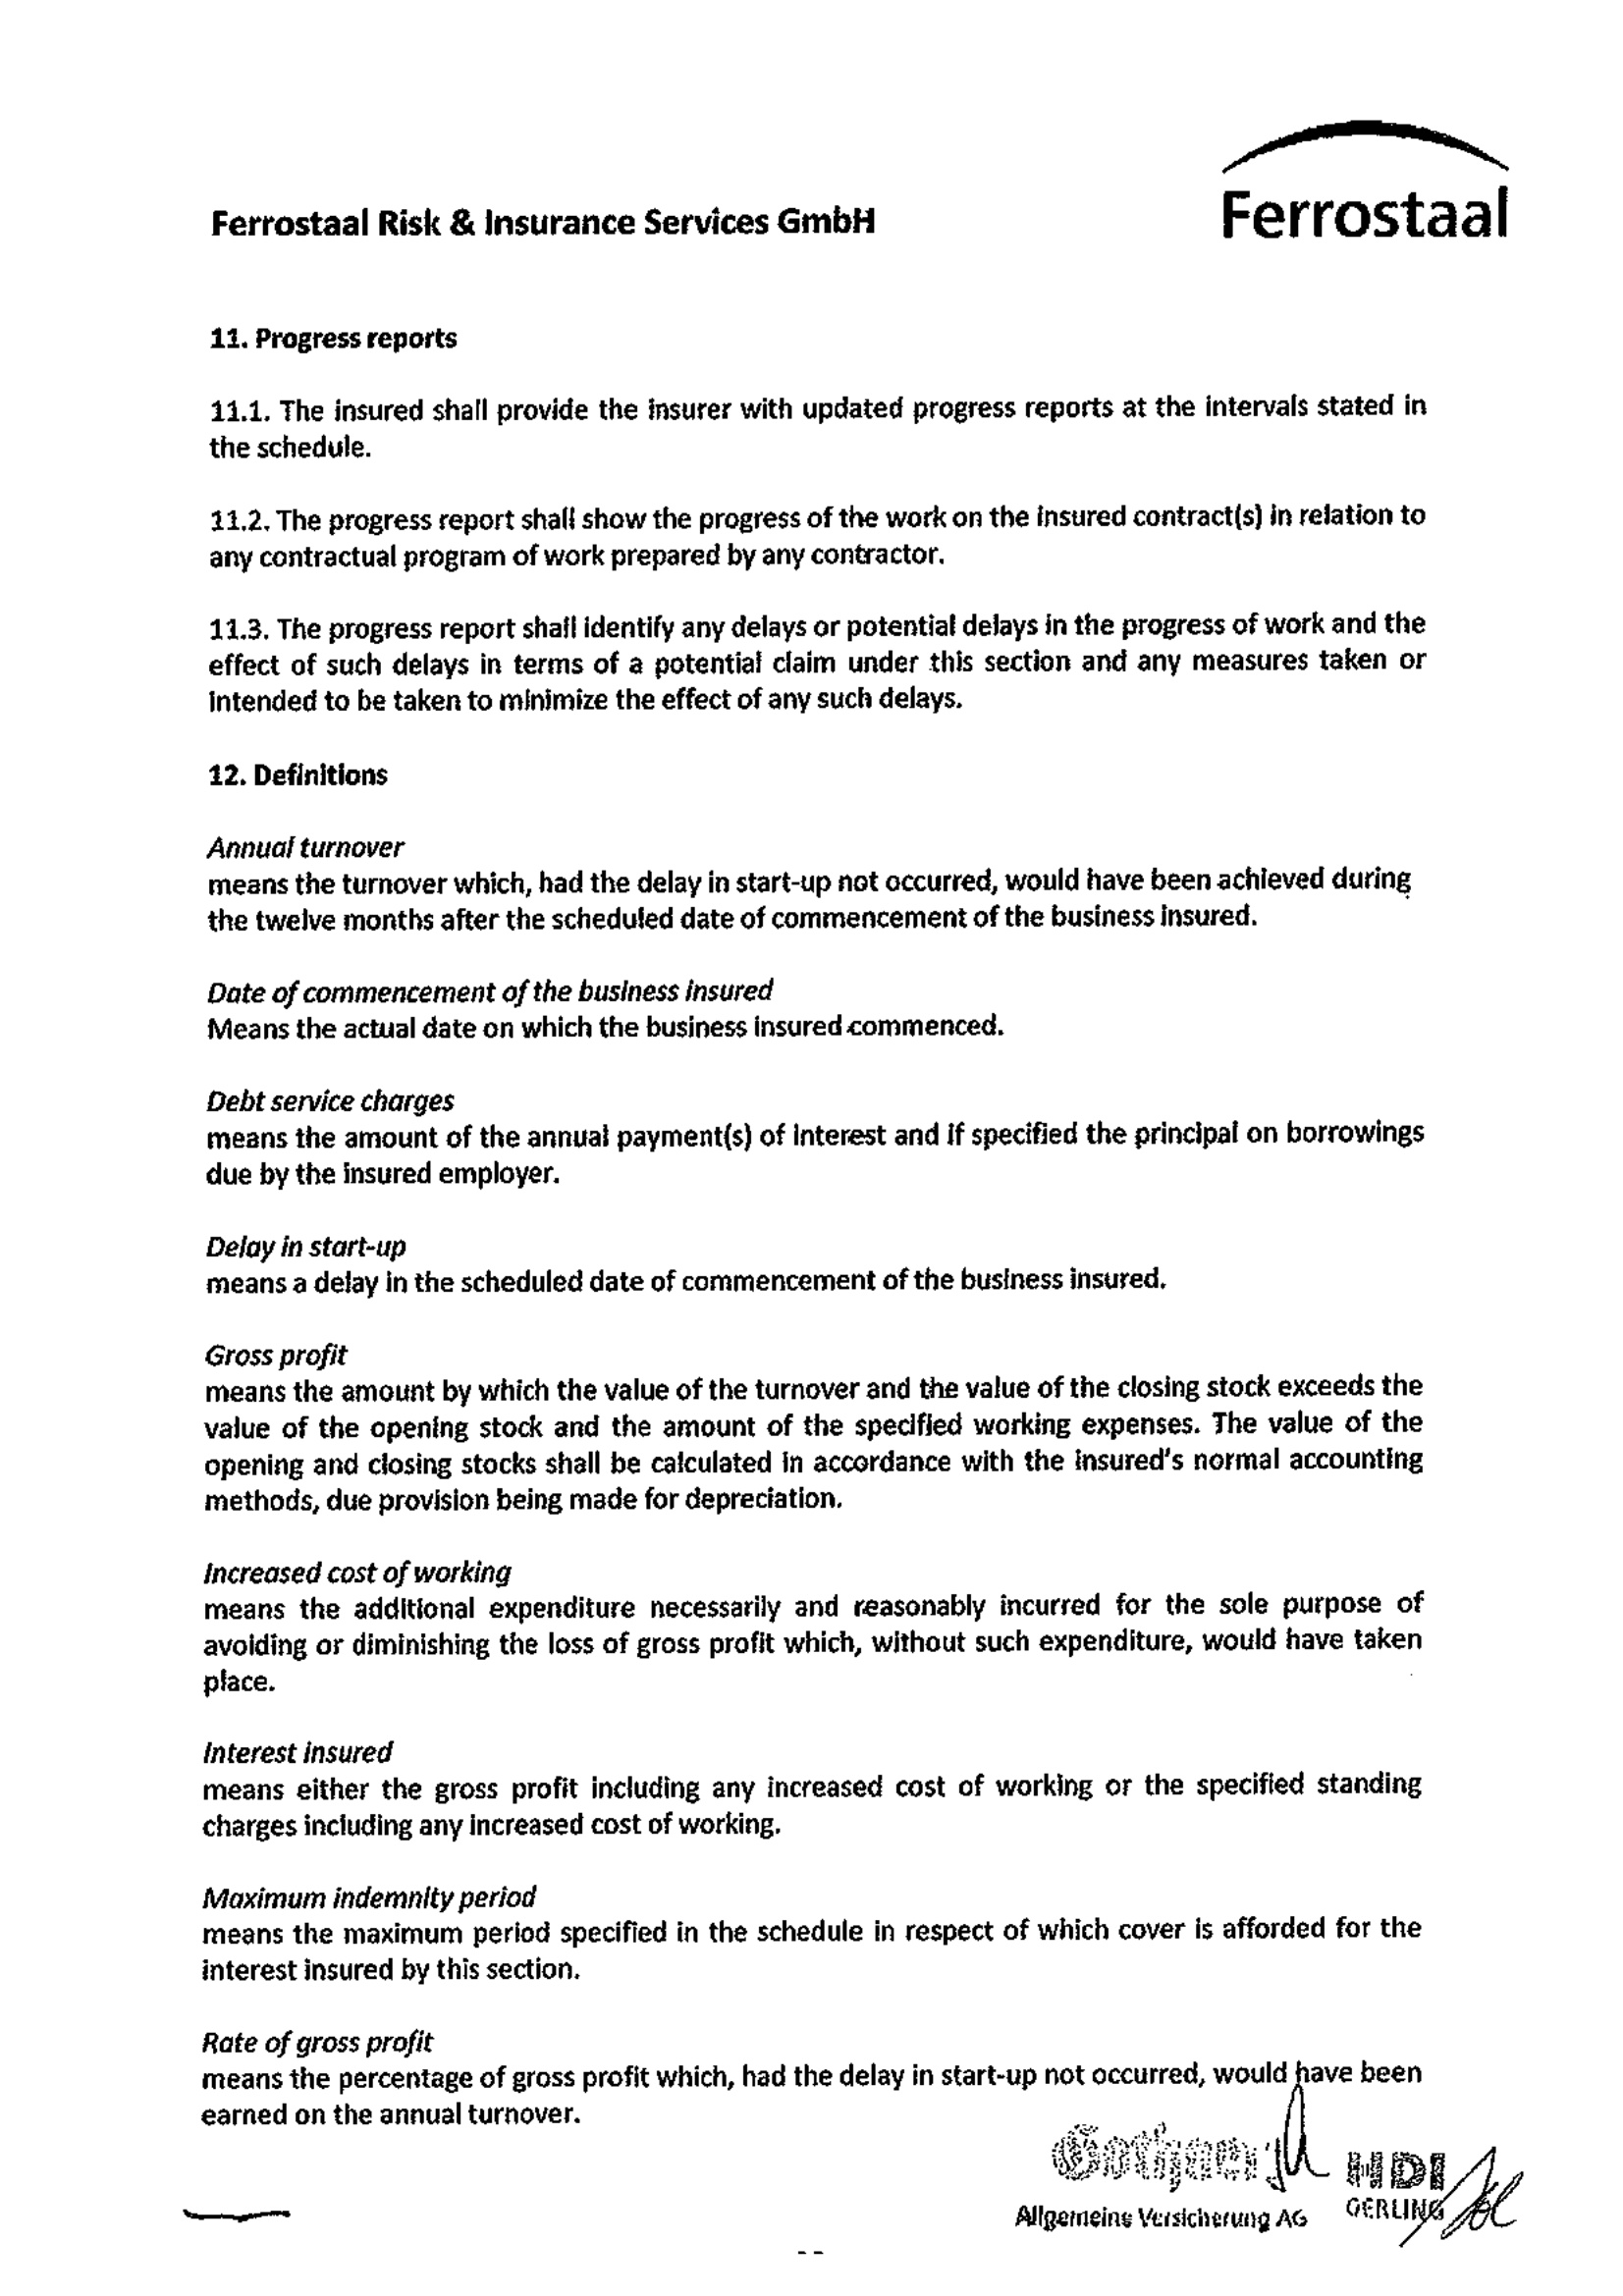 Ferrostaal Risk & Insurance Services GmbH
Ferrostaal
11. Progress reports
11.1. The insured shall provide the insurer with updated progress reports at the intervals stated in
the schedule.
11.2. The progress report shall show the progress of the work on the insured contract(s) in relation to
any contractual program of work prepared by any contractor.
11.3. The progress report shall identify any delays or potential delays in the progress of work and the
effect of such delays in terms of a potential claim under this section and any measures taken or
intended to be taken to minimize the effect of any such delays.
12. Definitions
Annual turnover
means the turnover which, had the delay in start-up not occurred, would have been achieved during
the twelve months after the scheduled date of commencement of the business insured.
Date of commencement of the business insured
Means the actual date on which the business insured commenced.
Debt service charges
means the amount of the annual payment(s) of interest and if specified the principal on borrowings
due by the insured employer.
Delay in start-up
means a delay in the scheduled date of commencement of the business insured.
Gross profit
means the amount by which the value of the turnover and the value of the closing stock exceeds the
value of the opening stock and the amount of the specified working expenses. The value of the
opening and closing stocks shall be calculated in accordance with the insured's normal accounting
methods, due provision being made for depreciation.
Increased cost of working
means the additional expenditure necessarily and reasonably incurred for the sole purpose of
avoiding or diminishing the loss of gross profit which, without such expenditure, would have taken
place.
Interest insured
means either the gross profit including any increased cost of working or the specified standing
charges including any increased cost of working.
Maximum indemnity period
means the maximum period specified in the schedule in respect of which cover is afforded for the
interest insured by this section.
Rate of gross profit
means the percentage of gross profit which, had the delay in start-up not occurred, would have been
earned on the annual turnover.
Gothaer
Allgemeine Versicherung AG
HDI
GERLING